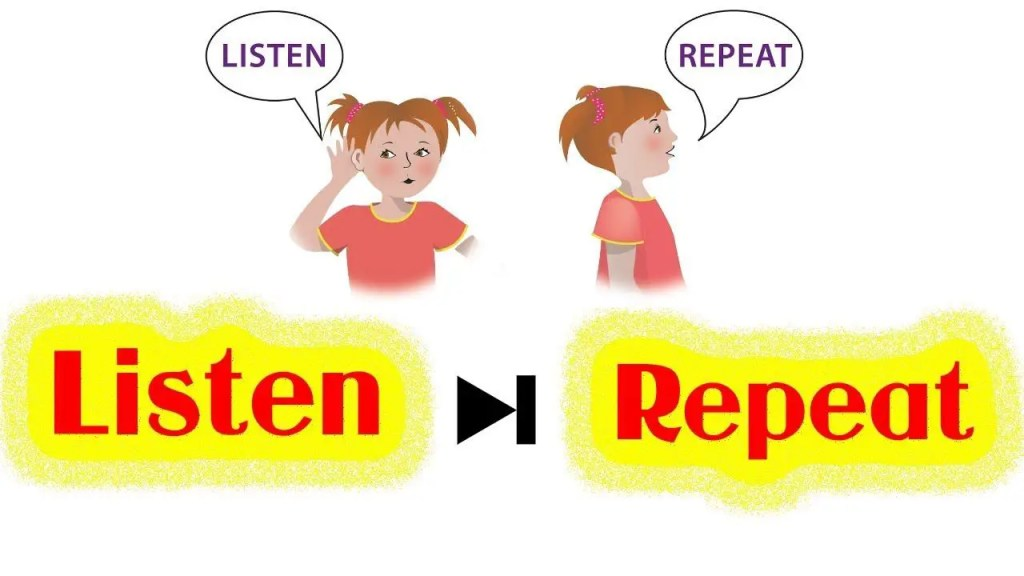 LISTEN
REPEAT
Listen
Repeat